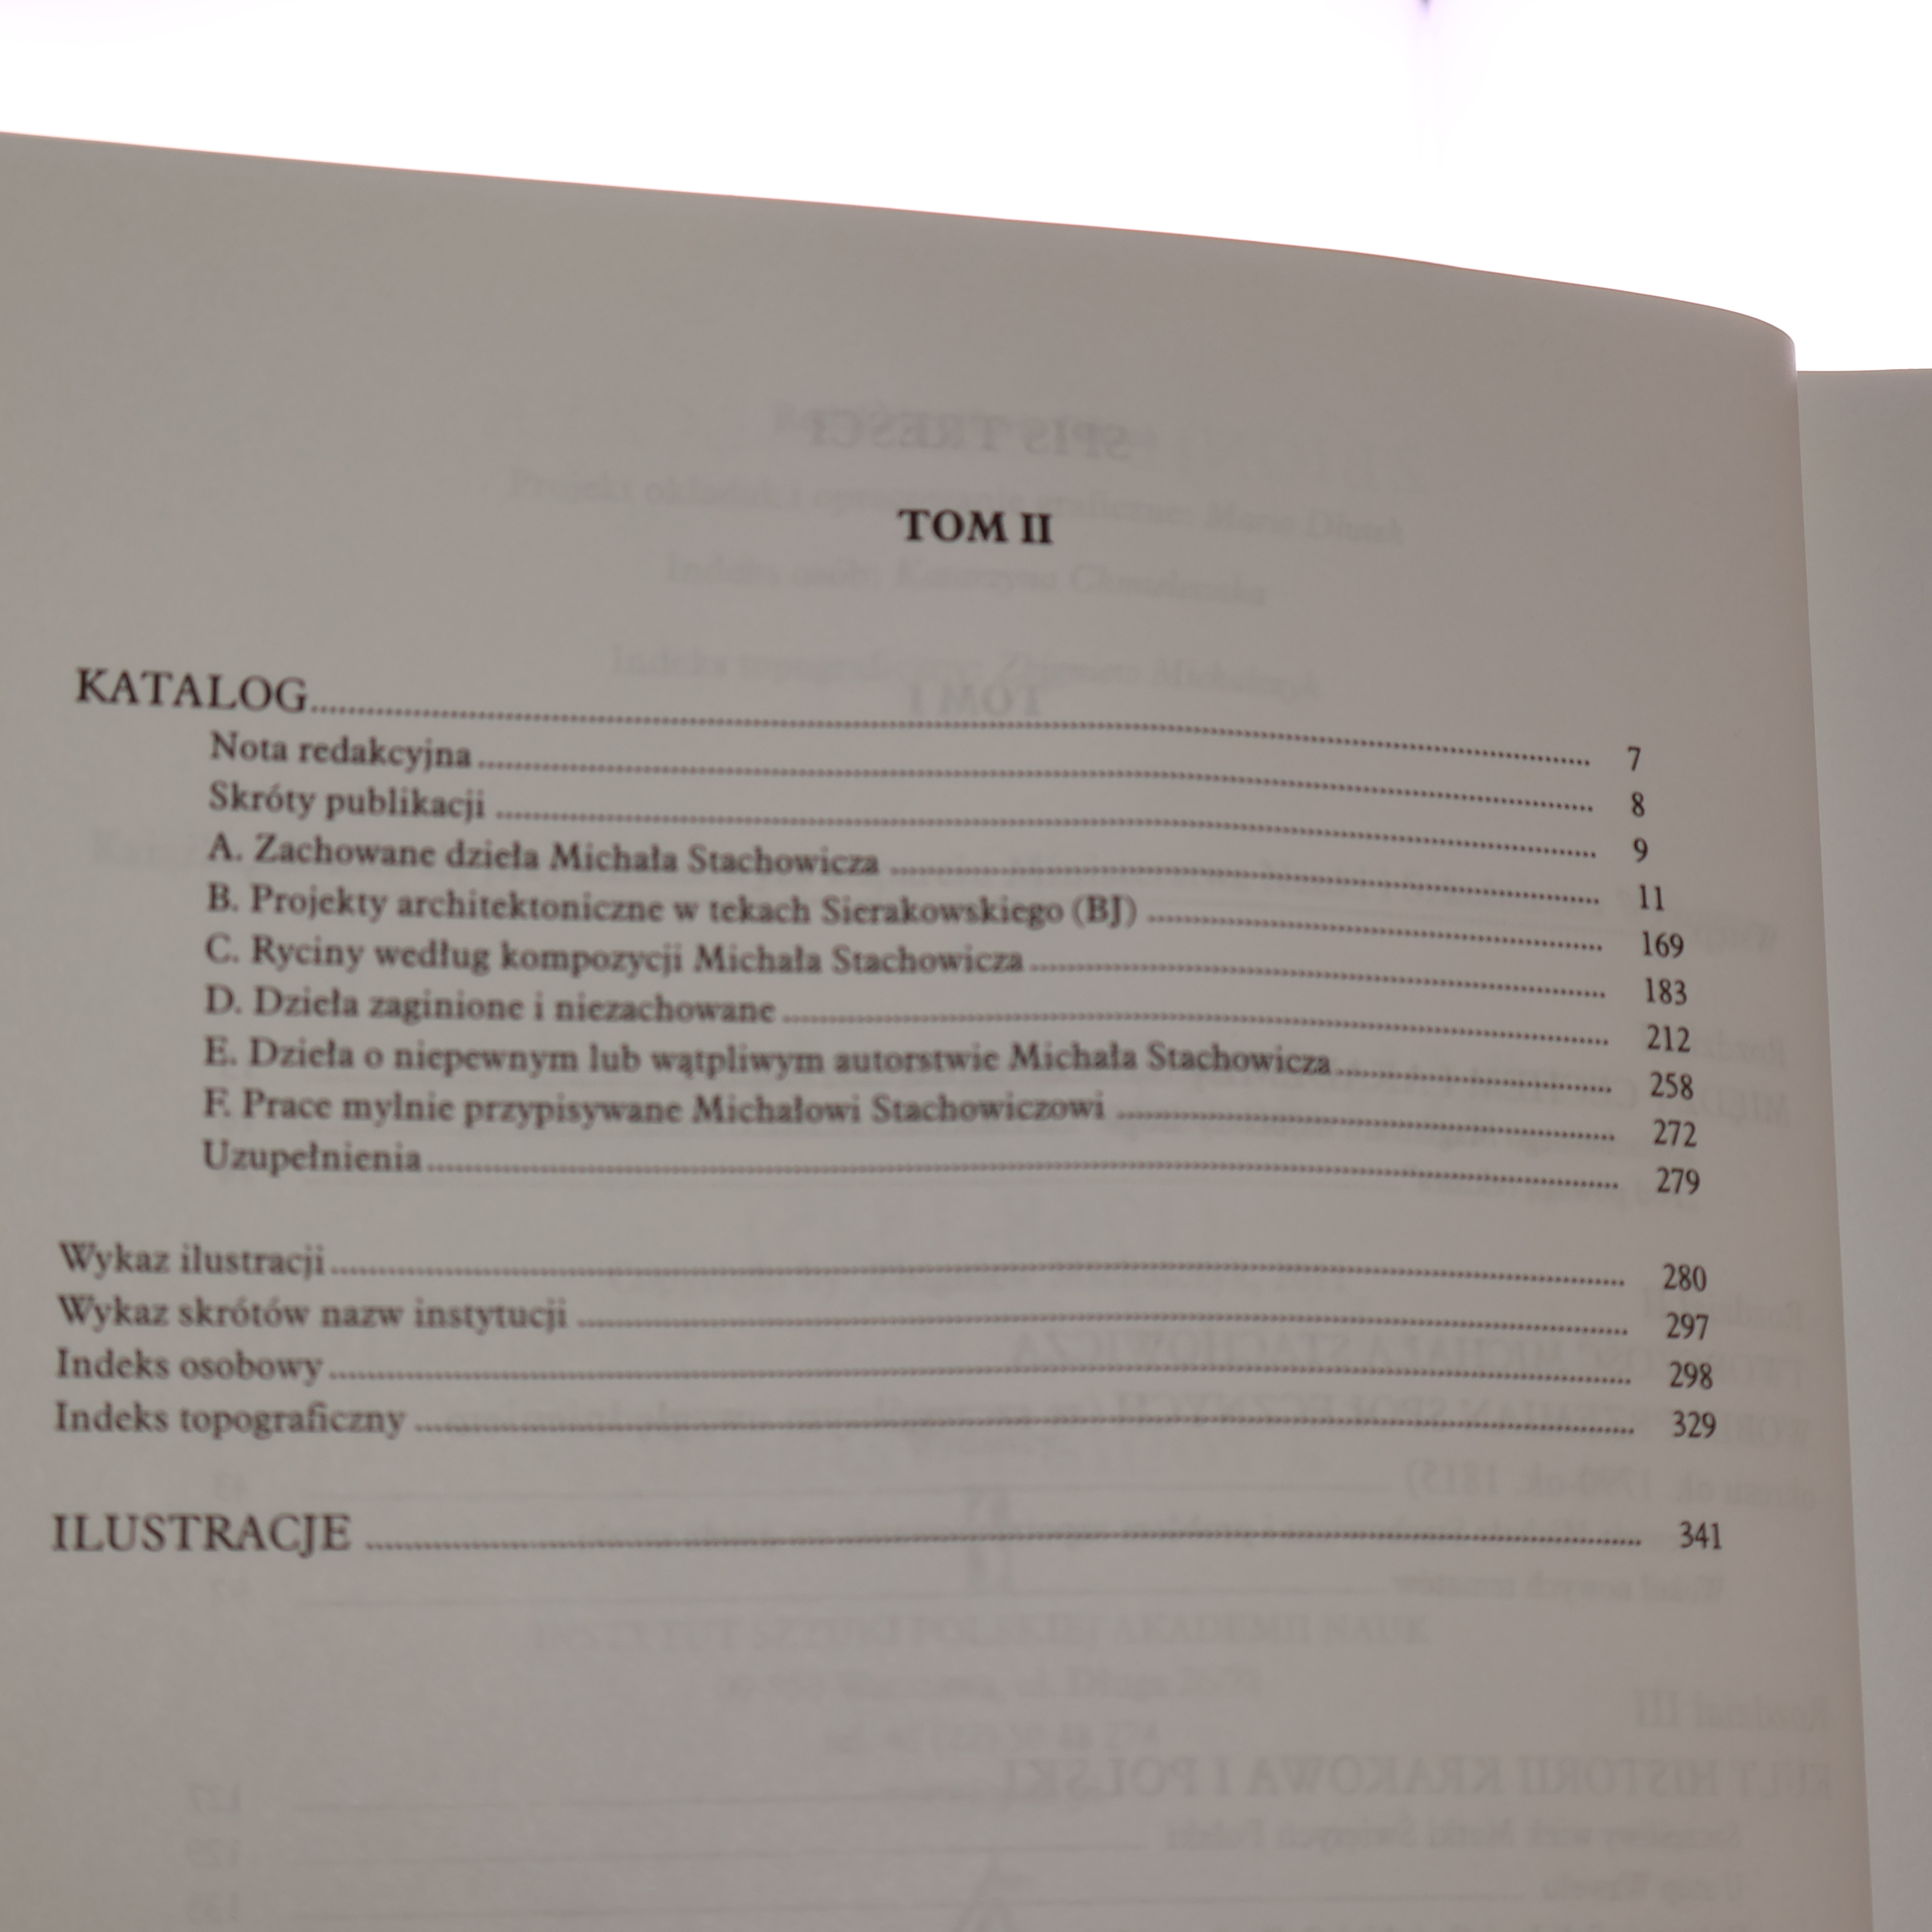 TOM II
KATALOG........ 7
Nota redakcyjna........ 8
Skróty publikacji........ 9
A. Zachowane dzieła Michała Stachowicza........ 11
B. Projekty architektoniczne w tekach Sierakowskiego (BJ)........ 169
C. Ryciny według kompozycji Michała Stachowicza........ 183
D. Dzieła zaginione i niezachowane........ 212
E. Dzieła o niepewnym lub wątpliwym autorstwie Michała Stachowicza........ 258
F. Prace mylnie przypisywane Michałowi Stachowiczowi........ 272
Uzupełnienia........ 279
Wykaz ilustracji........ 280
Wykaz skrótów nazw instytucji........ 297
Indeks osobowy........ 298
Indeks topograficzny........ 329
ILUSTRACJE........ 341